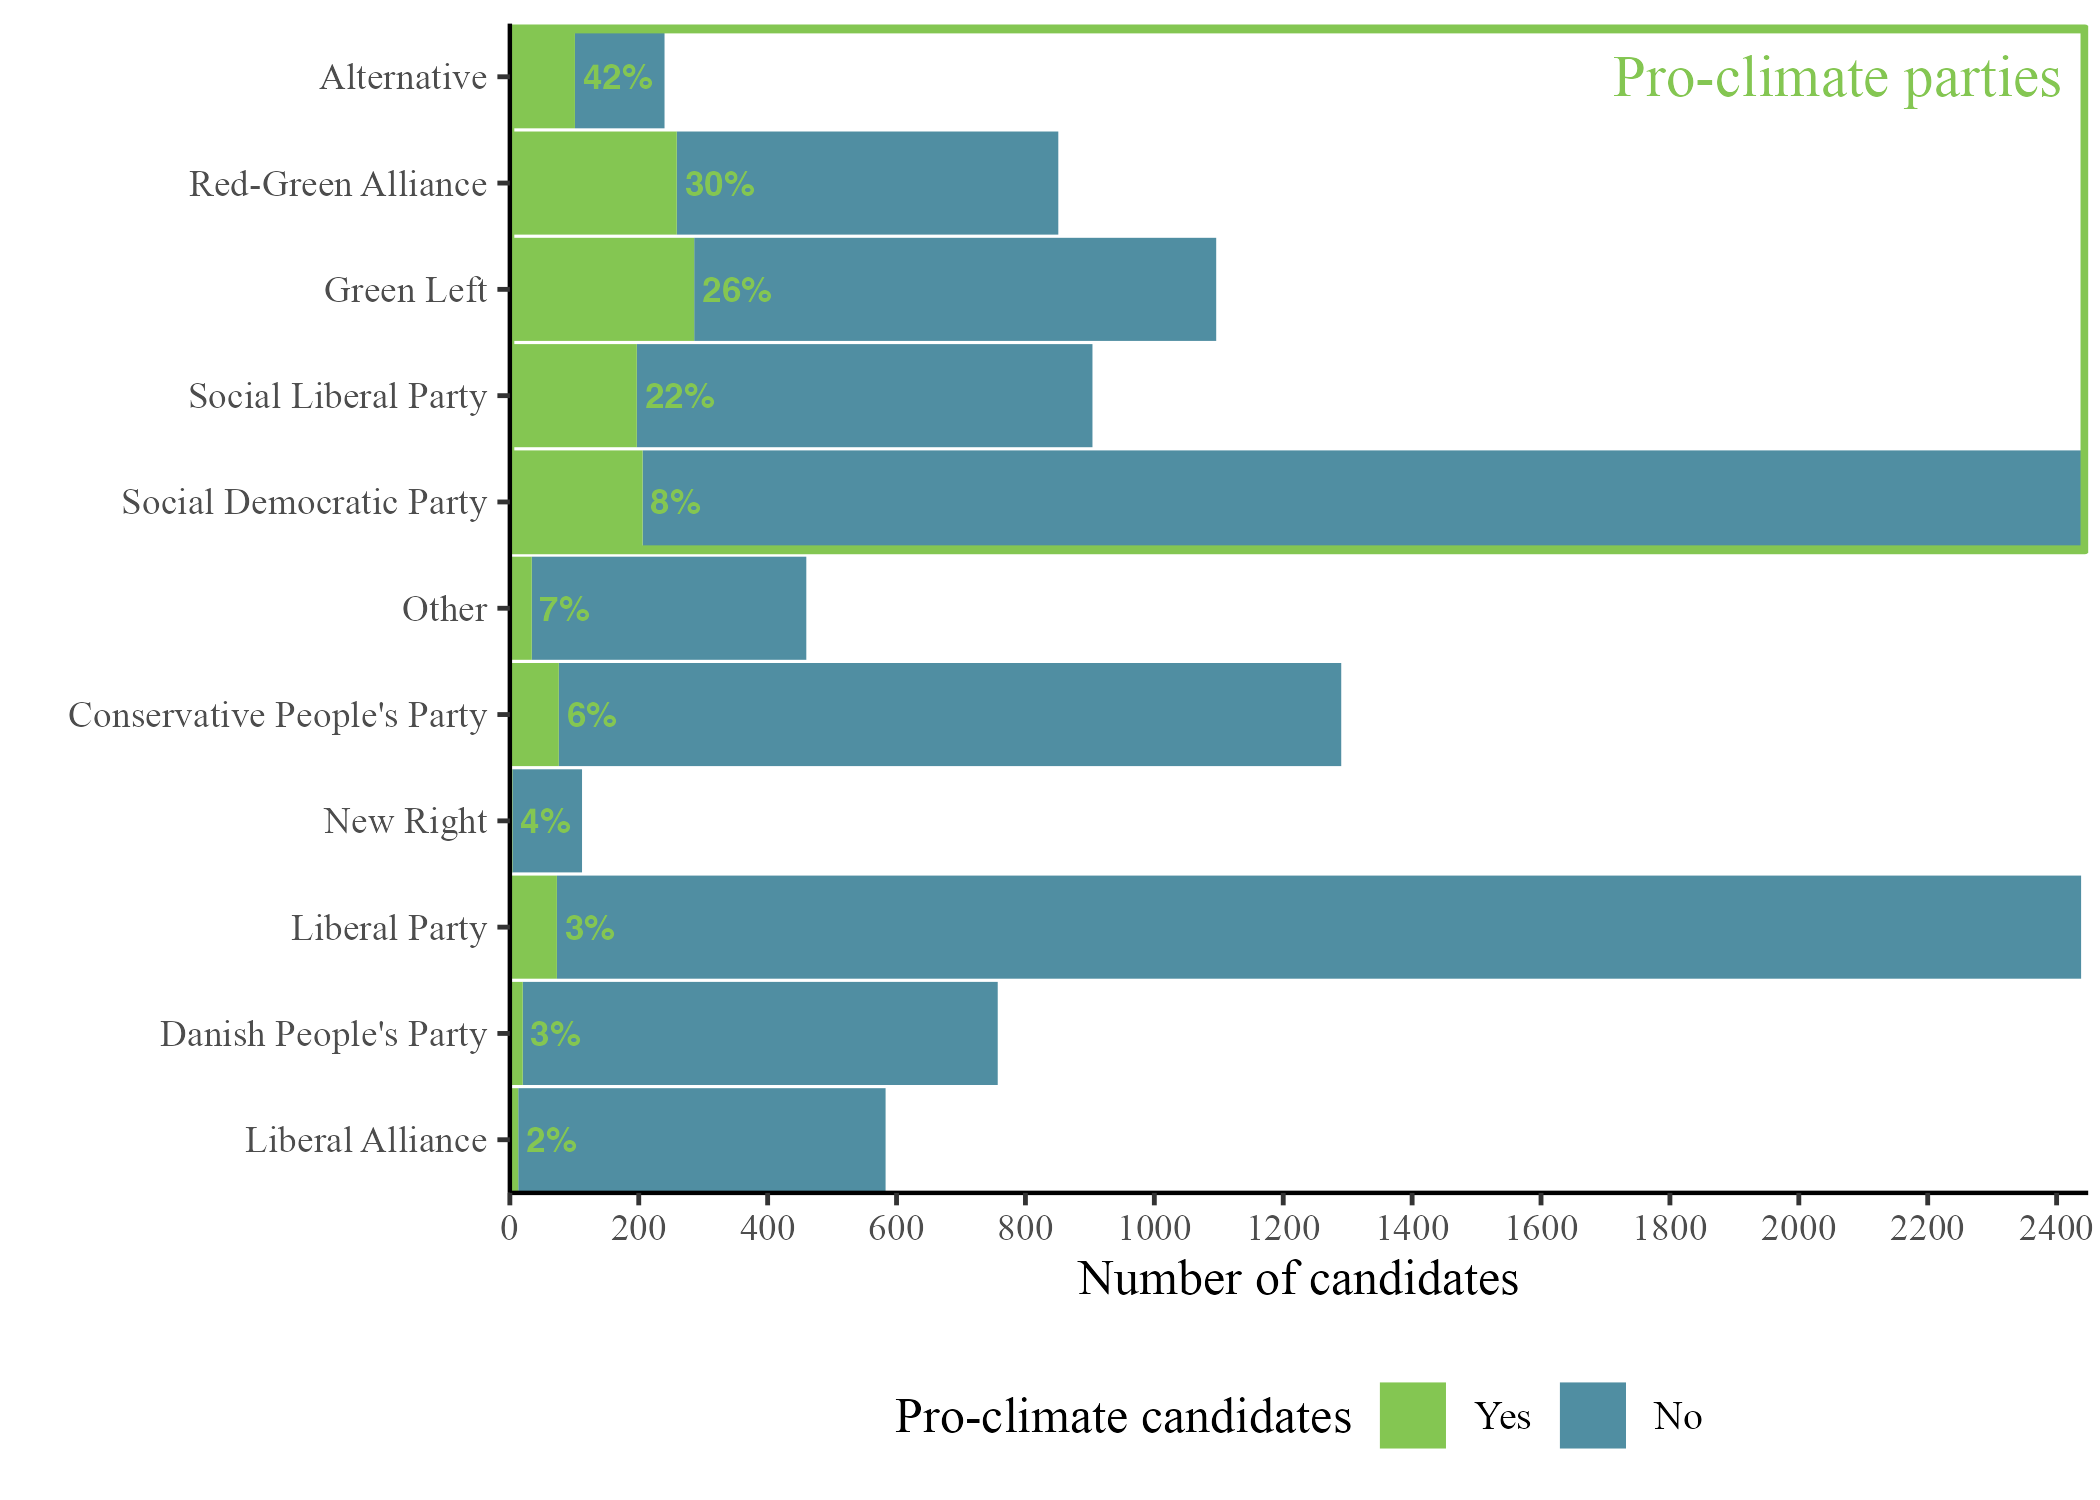 Pro-climate parties
Alternative 42%
Red-Green Alliance 30%
Green Left 26%
Social Liberal Party 22%
Social Democratic Party 8%
Other 7%
Conservative People's Party 6%
New Right 4%
Liberal Party 3%
Danish People's Party 3%
Liberal Alliance 2%
0 200 400 600 800 1000 1200 1400 1600 1800 2000 2200 2400
Number of candidates
Pro-climate candidates Yes No